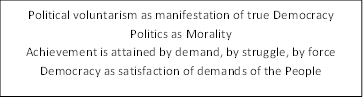 Political voluntarism as manifestation of true Democracy
Politics as Morality
Achievement is attained by demand, by struggle, by force
Democracy as satisfaction of demands of the People